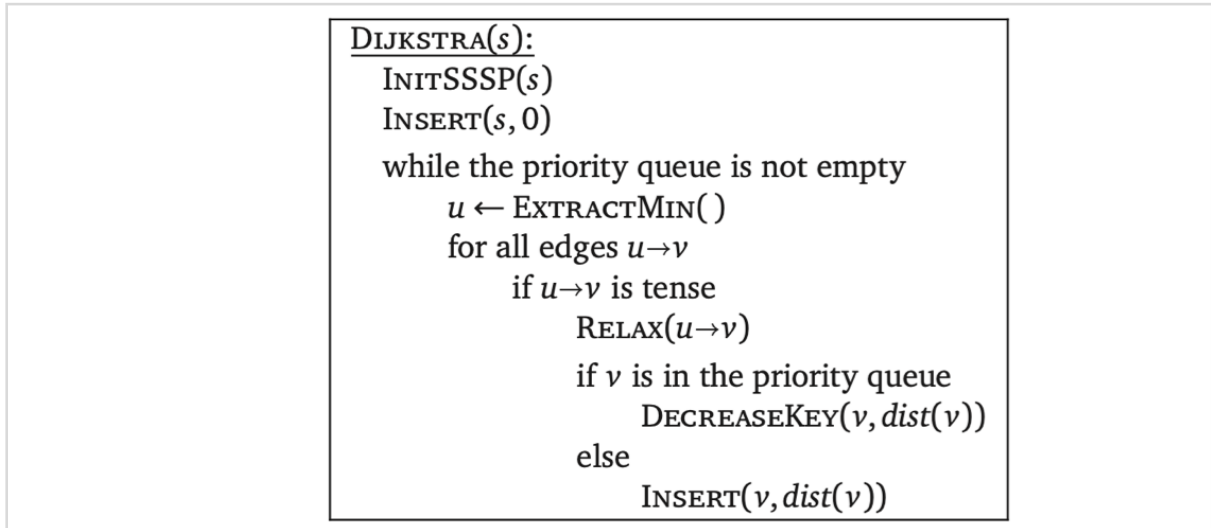 DIJKSTRA(s):
INITSSSP(s)
INSERT(s, 0)
while the priority queue is not empty
u ← EXTRACTMIN( )
for all edges u→v
if u→v is tense
RELAX(u→v)
if v is in the priority queue
DECREASEKEY(v, dist(v))
else
INSERT(v, dist(v))